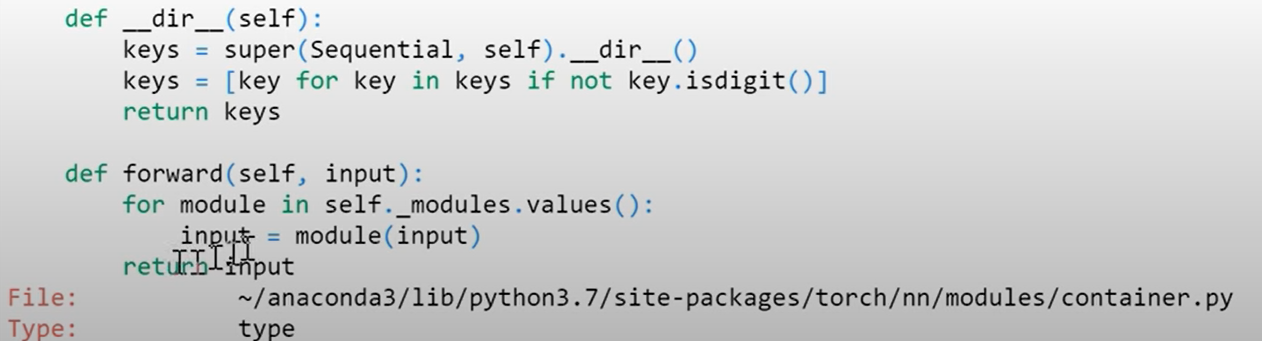 def __dir__(self):
keys = super(Sequential, self).__dir__()
keys = [key for key in keys if not key.isdigit()]
return keys
def forward(self, input):
for module in self._modules.values():
input = module(input)
return input
File: ~/anaconda3/lib/python3.7/site-packages/torch/nn/modules/container.py
Type: type